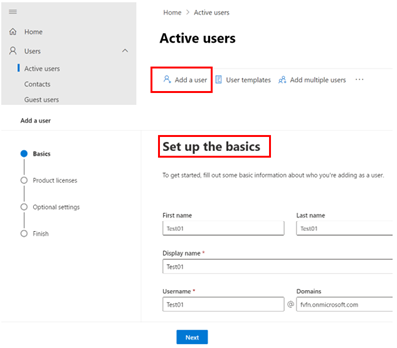 Home > Active users
Home
Users
Active users
Contacts
Guest users
Active users
Add a user
User templates
Add multiple users
...
Add a user
Basics
Product licenses
Optional settings
Finish
Set up the basics
To get started, fill out some basic information about who you're adding as a user.
First name
Last name
Test01
Test01
Display name *
Test01
Username *
Domains
Test01
@
fvfn.onmicrosoft.com
Next